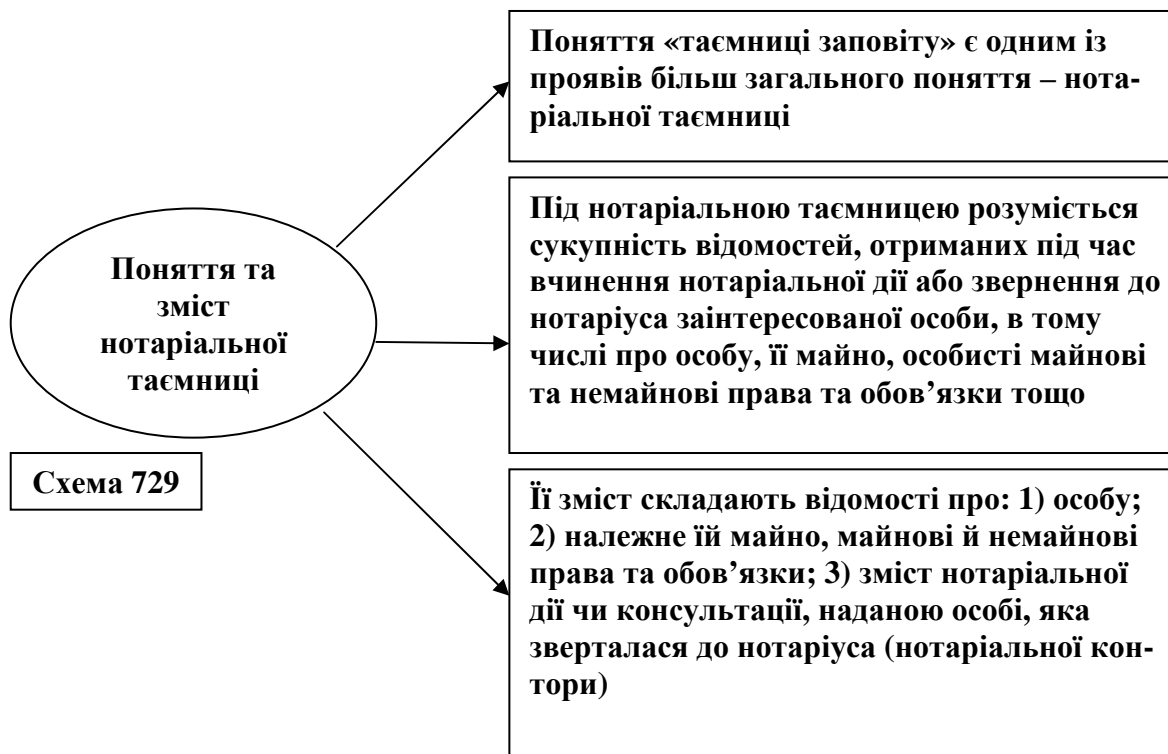 Поняття «таємниці заповіту» є одним із
проявів більш загального поняття – нота-
ріальної таємниці
Під нотаріальною таємницею розуміється
сукупність відомостей, отриманих під час
вчинення нотаріальної дії або звернення до
нотаріуса заінтересованої особи, в тому
числі про особу, її майно, особисті майнові
та немайнові права та обов’язки тощо
Поняття та
зміст
нотаріальної
таємниці
Схема 729
Її зміст складають відомості про: 1) особу;
2) належне їй майно, майнові й немайнові
права та обов’язки; 3) зміст нотаріальної
дії чи консультації, наданою особі, яка
зверталася до нотаріуса (нотаріальної кон-
тори)